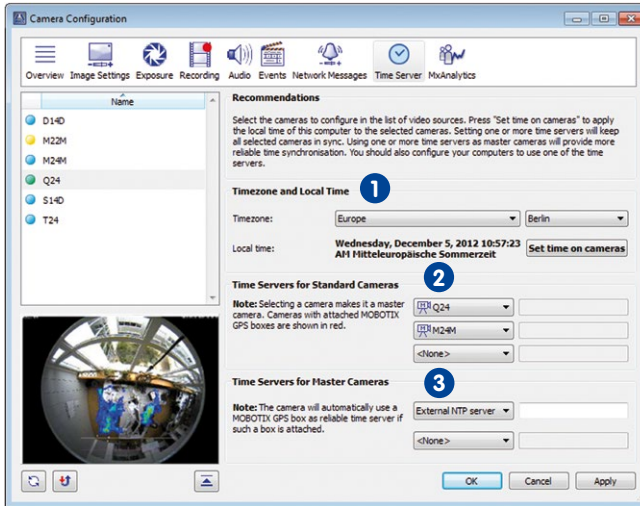 Camera Configuration
Overview Image Settings Exposure Recording Audio Events Network Messages Time Server MxAnalytics
Name
D14D
M22M
M24M
Q24
S14D
T24
Recommendations
Select the cameras to configure in the list of video sources. Press "Set time on cameras" to apply
the local time of this computer to the selected cameras. Setting one or more time servers will keep
all selected cameras in sync. Using one or more time servers as master cameras will provide more
reliable time synchronisation. You should also configure your computers to use one of the time
servers.
Timezone and Local Time 1
Timezone: Europe Berlin
Local time: Wednesday, December 5, 2012 10:57:23
AM Mitteleuropäische Sommerzeit Set time on cameras
Time Servers for Standard Cameras 2
Note: Selecting a camera makes it a master
camera. Cameras with attached MOBOTIX
GPS boxes are shown in red.
Q24
M24M
<None>
Time Servers for Master Cameras 3
Note: The camera will automatically use a
MOBOTIX GPS box as reliable time server if
such a box is attached.
External NTP server
<None>
OK Cancel Apply